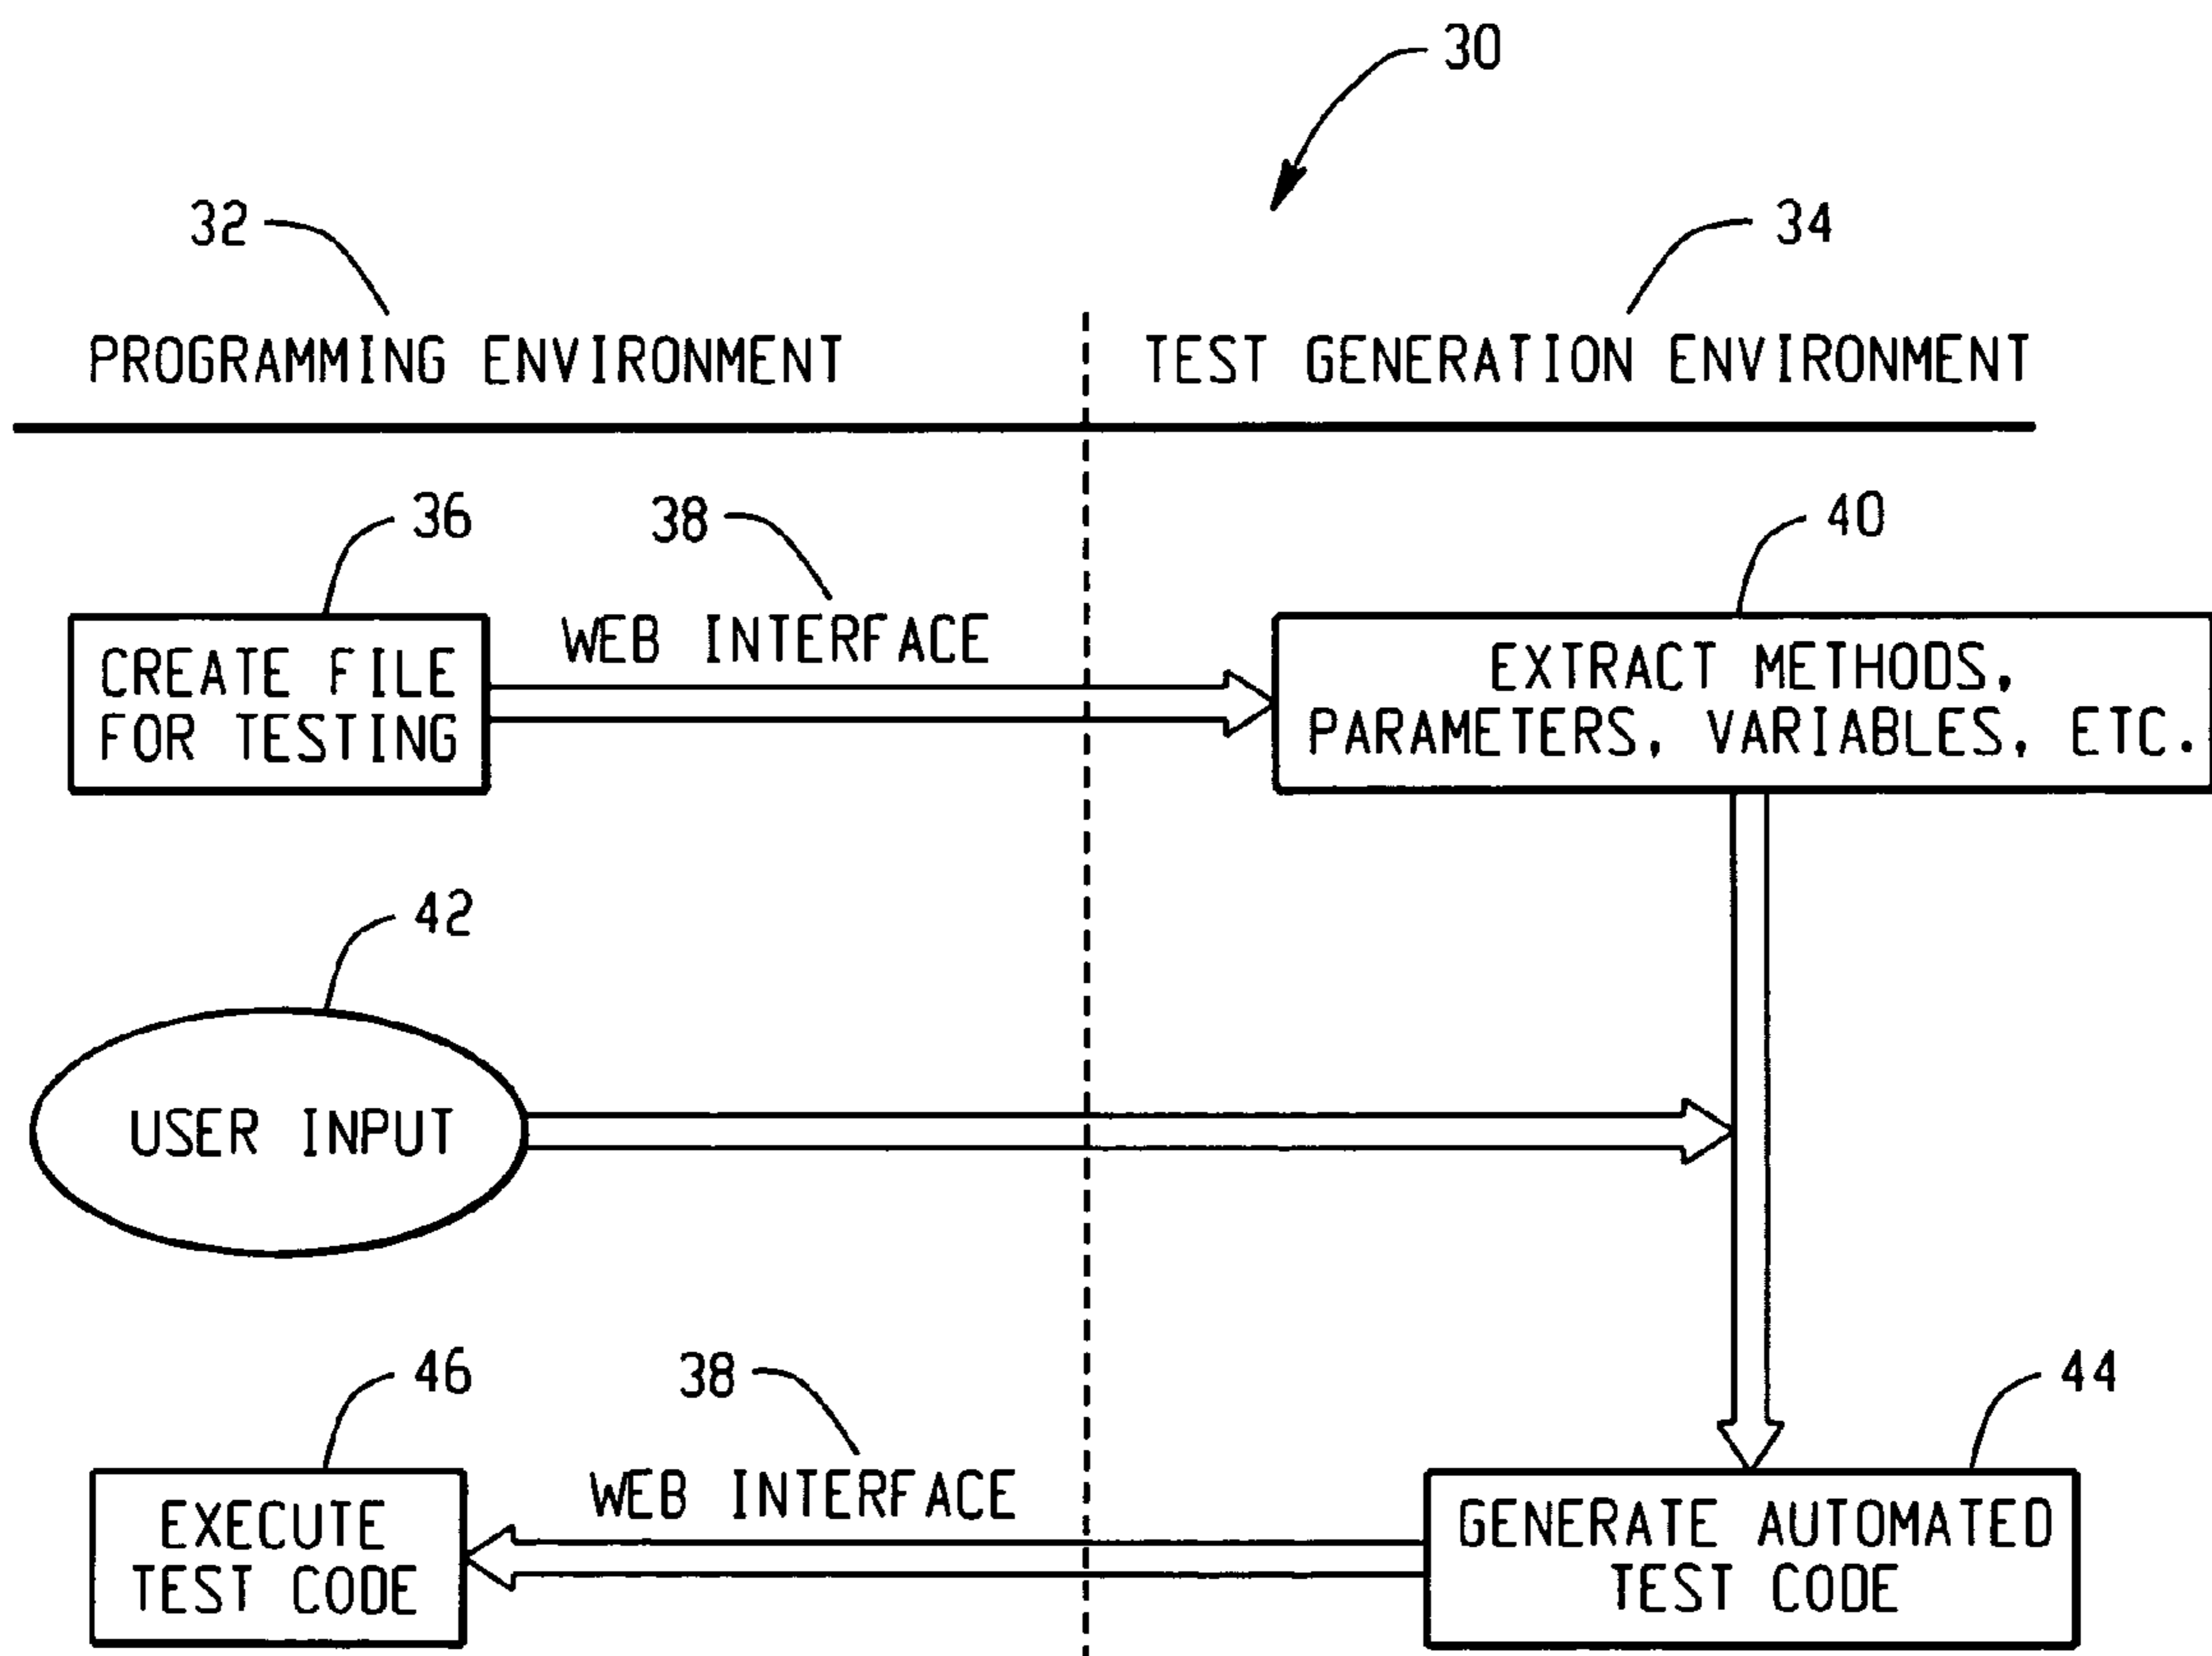 30
32
34
PROGRAMMING ENVIRONMENT
TEST GENERATION ENVIRONMENT
36
38
40
CREATE FILE
FOR TESTING
WEB INTERFACE
EXTRACT METHODS,
PARAMETERS, VARIABLES, ETC.
42
USER INPUT
46
38
44
EXECUTE
TEST CODE
WEB INTERFACE
GENERATE AUTOMATED
TEST CODE